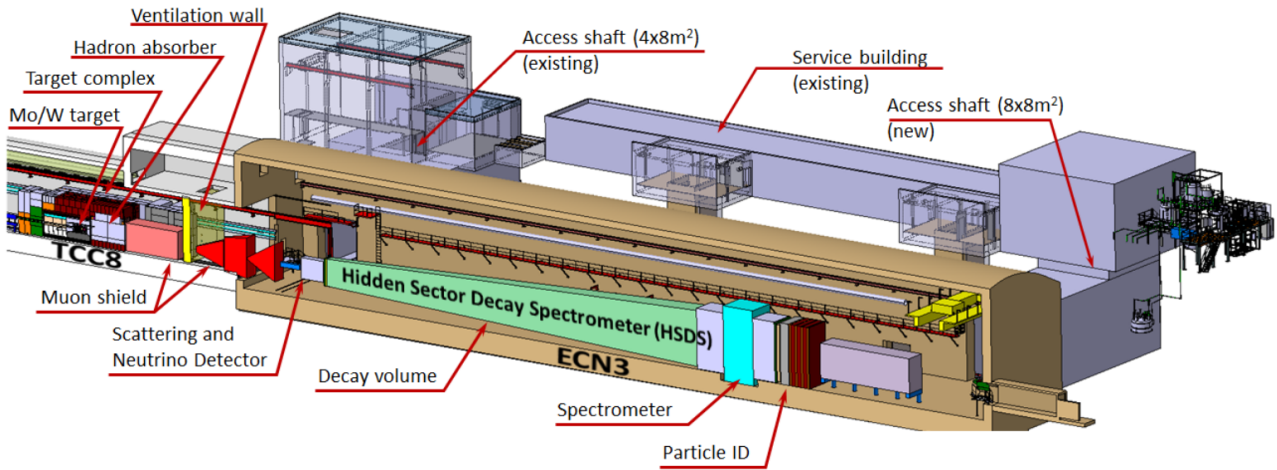 Ventilation wall
Hadron absorber
Target complex
Mo/W target
Access shaft (4x8m²)
(existing)
Service building
(existing)
Access shaft (8x8m²)
(new)
TCC8
Muon shield
Scattering and
Neutrino Detector
Hidden Sector Decay Spectrometer (HSDS)
Decay volume
ECN3
Spectrometer
Particle ID